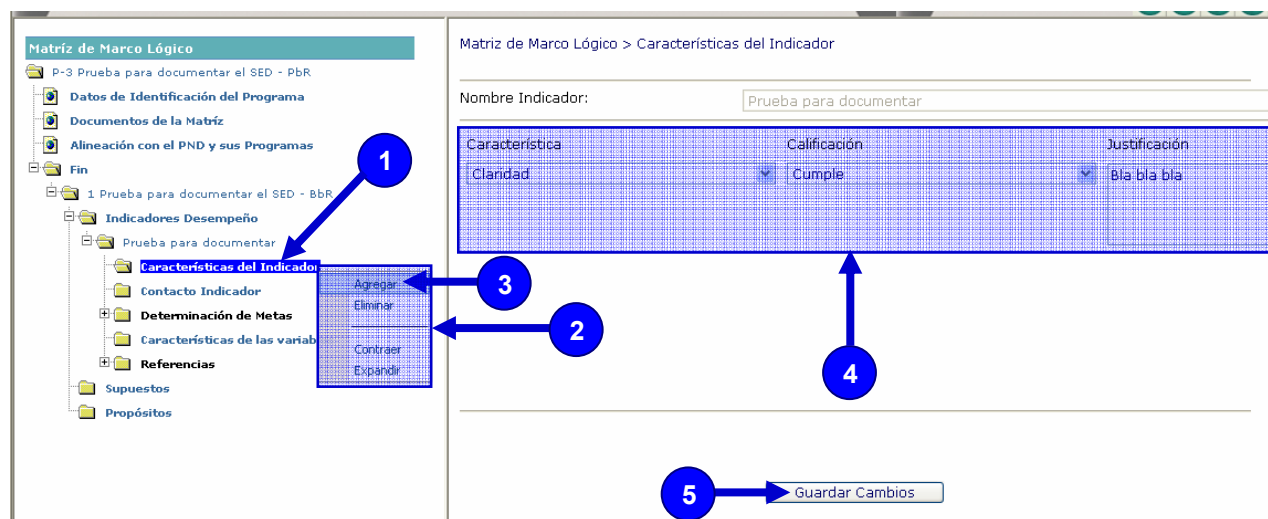 Matríz de Marco Lógico
P-3 Prueba para documentar el SED - PbR
Datos de Identificación del Programa
Documentos de la Matríz
Alineación con el PND y sus Programas
Fin
1 Prueba para documentar el SED - BbR
Indicadores Desempeño
Prueba para documentar
Características del Indicador
Contacto Indicador
Determinación de Metas
Características de las variab
Referencias
Supuestos
Propósitos
Agregar
Eliminar
Contraer
Expandir
1
2
3
Matriz de Marco Lógico > Características del Indicador
Nombre Indicador: Prueba para documentar
Característica Calificación Justificación
Claridad Cumple Bla bla bla
4
5
Guardar Cambios